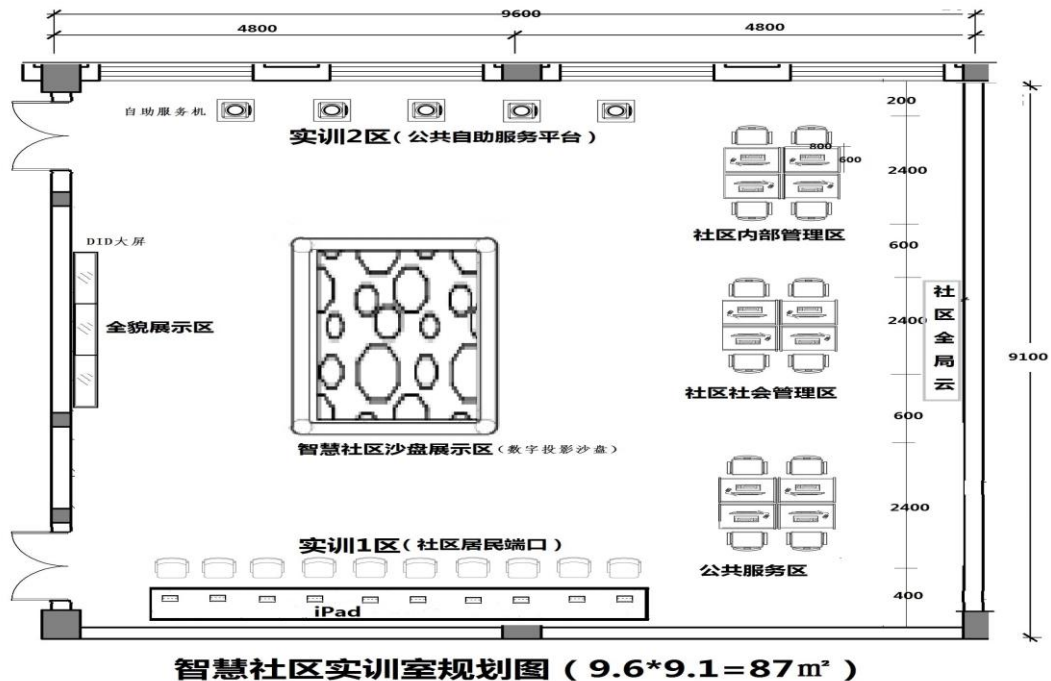 9600
4800
4800
自助服务机
实训2区(公共自助服务平台)
200
800
600
2400
社区内部管理区
DID大屏
600
全貌展示区
社区全局云
2400
9100
社区社会管理区
600
智慧社区沙盘展示区(数字投影沙盘)
2400
实训1区(社区居民端口)
公共服务区
400
iPad
智慧社区实训室规划图(9.6*9.1=87㎡)